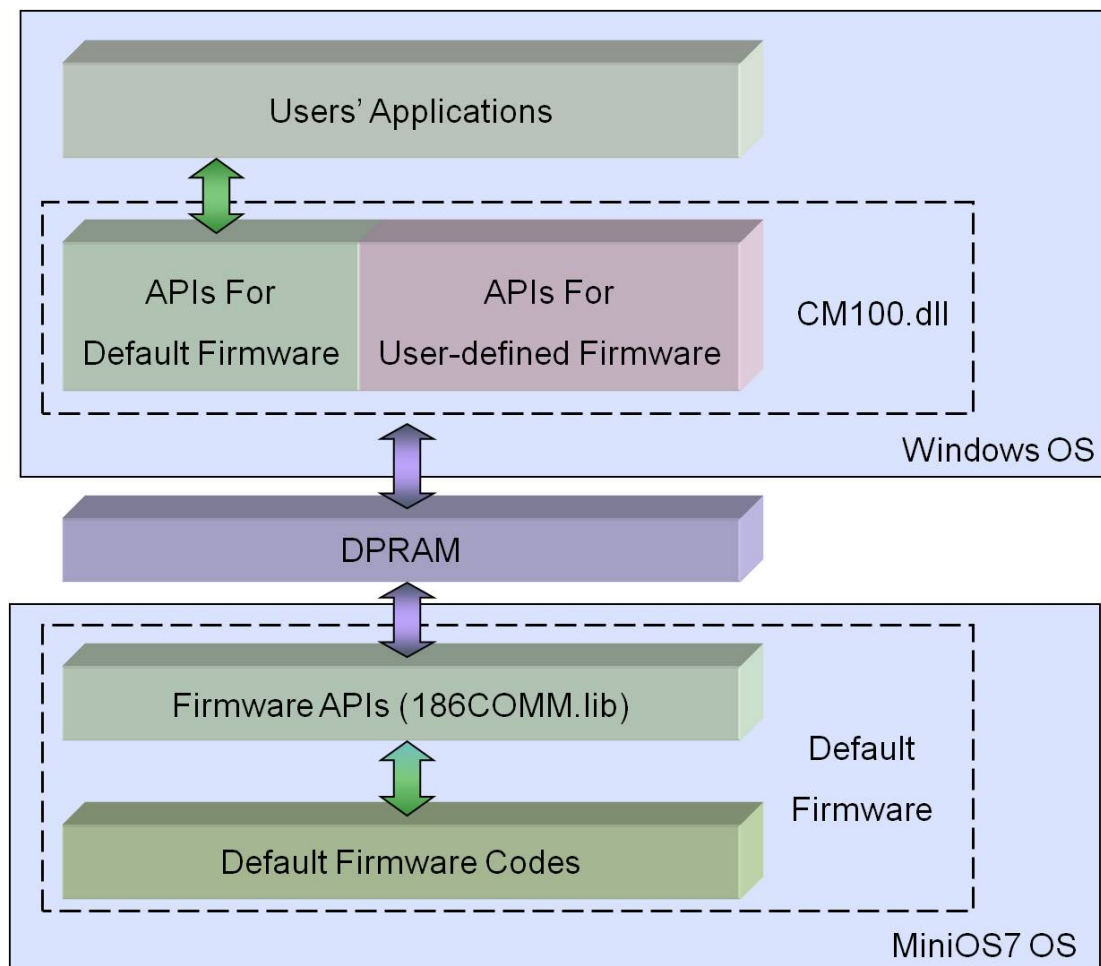 Users’ Applications
APIs For
Default Firmware
APIs For
User-defined Firmware
CM100.dll
Windows OS
DPRAM
Firmware APIs (186COMM.lib)
Default
Firmware
Default Firmware Codes
MiniOS7 OS